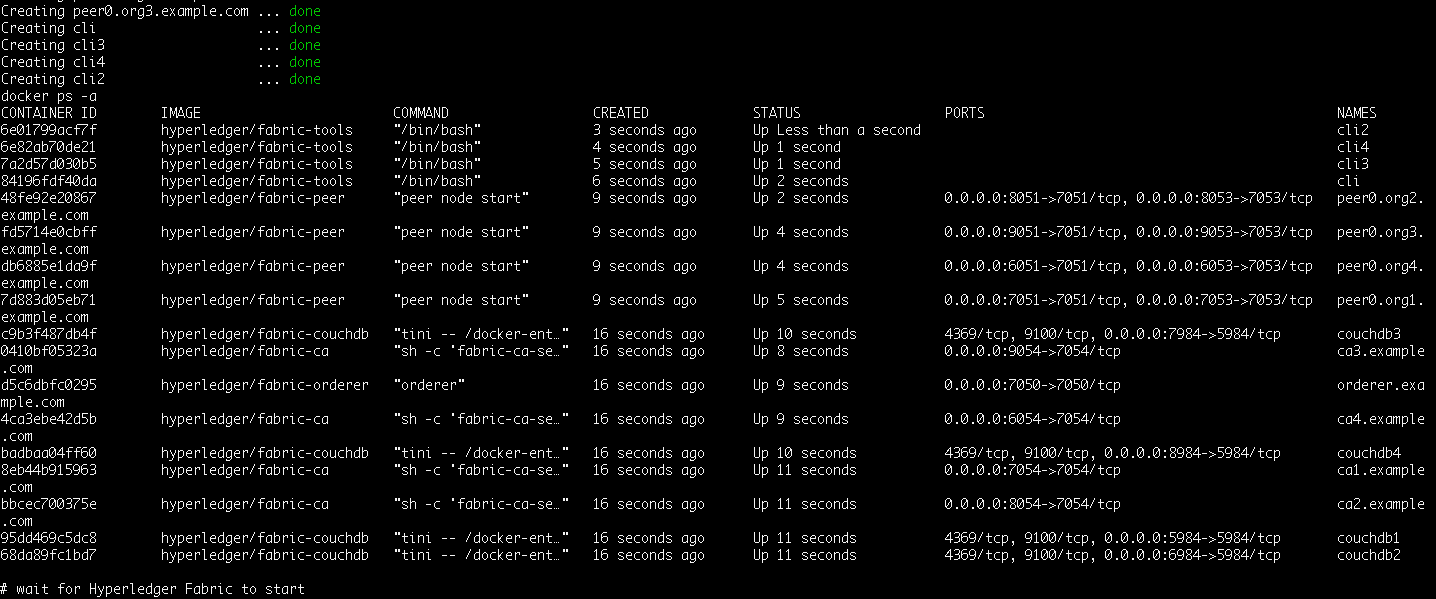 Creating peer0.org3.example.com ... done
Creating cli                    ... done
Creating cli3                   ... done
Creating cli4                   ... done
Creating cli2                   ... done
docker ps -a
CONTAINER ID        IMAGE                        COMMAND                  CREATED             STATUS                  PORTS                                            NAMES
6e01799acf7f        hyperledger/fabric-tools     "/bin/bash"              3 seconds ago       Up Less than a second                                                    cli2
6e82ab70de21        hyperledger/fabric-tools     "/bin/bash"              4 seconds ago       Up 1 second                                                              cli4
7a2d57d030b5        hyperledger/fabric-tools     "/bin/bash"              5 seconds ago       Up 1 second                                                              cli3
84196fdf40da        hyperledger/fabric-tools     "/bin/bash"              6 seconds ago       Up 2 seconds                                                             cli
48fe92e20867        hyperledger/fabric-peer      "peer node start"        9 seconds ago       Up 2 seconds            0.0.0.0:8051->7051/tcp, 0.0.0.0:8053->7053/tcp   peer0.org2.
example.com
fd5714e0cbff        hyperledger/fabric-peer      "peer node start"        9 seconds ago       Up 4 seconds            0.0.0.0:9051->7051/tcp, 0.0.0.0:9053->7053/tcp   peer0.org3.
example.com
db6885e1da9f        hyperledger/fabric-peer      "peer node start"        9 seconds ago       Up 4 seconds            0.0.0.0:6051->7051/tcp, 0.0.0.0:6053->7053/tcp   peer0.org4.
example.com
7d883d05eb71        hyperledger/fabric-peer      "peer node start"        9 seconds ago       Up 5 seconds            0.0.0.0:7051->7051/tcp, 0.0.0.0:7053->7053/tcp   peer0.org1.
example.com
c9b3f487db4f        hyperledger/fabric-couchdb   "tini -- /docker-ent…"   16 seconds ago      Up 10 seconds           4369/tcp, 9100/tcp, 0.0.0.0:7984->5984/tcp       couchdb3
0410bf05323a        hyperledger/fabric-ca        "sh -c 'fabric-ca-se…"   16 seconds ago      Up 8 seconds            0.0.0.0:9054->7054/tcp                           ca3.example
.com
d5c6dbfc0295        hyperledger/fabric-orderer   "orderer"                16 seconds ago      Up 9 seconds            0.0.0.0:7050->7050/tcp                           orderer.exa
mple.com
4ca3ebe42d5b        hyperledger/fabric-ca        "sh -c 'fabric-ca-se…"   16 seconds ago      Up 9 seconds            0.0.0.0:6054->7054/tcp                           ca4.example
.com
badbaa04ff60        hyperledger/fabric-couchdb   "tini -- /docker-ent…"   16 seconds ago      Up 10 seconds           4369/tcp, 9100/tcp, 0.0.0.0:8984->5984/tcp       couchdb4
8eb44b915963        hyperledger/fabric-ca        "sh -c 'fabric-ca-se…"   16 seconds ago      Up 11 seconds           0.0.0.0:7054->7054/tcp                           ca1.example
.com
bbcec700375e        hyperledger/fabric-ca        "sh -c 'fabric-ca-se…"   16 seconds ago      Up 11 seconds           0.0.0.0:8054->7054/tcp                           ca2.example
.com
95dd469c5dc8        hyperledger/fabric-couchdb   "tini -- /docker-ent…"   16 seconds ago      Up 11 seconds           4369/tcp, 9100/tcp, 0.0.0.0:5984->5984/tcp       couchdb1
68da89fc1bd7        hyperledger/fabric-couchdb   "tini -- /docker-ent…"   16 seconds ago      Up 11 seconds           4369/tcp, 9100/tcp, 0.0.0.0:6984->5984/tcp       couchdb2
# wait for Hyperledger Fabric to start